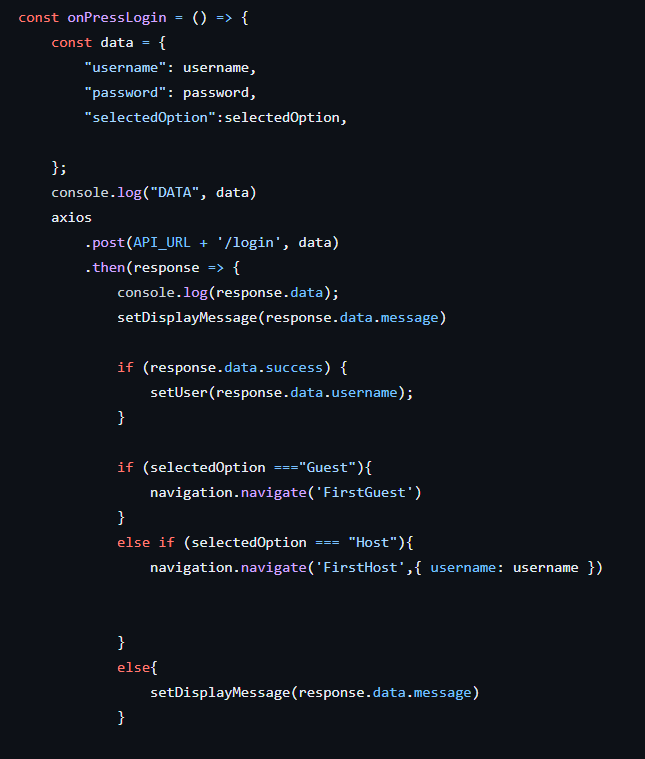 const onPressLogin = () => {
    const data = {
        "username": username,
        "password": password,
        "selectedOption":selectedOption,
    };
    console.log("DATA", data)
    axios
        .post(API_URL + '/login', data)
        .then(response => {
            console.log(response.data);
            setDisplayMessage(response.data.message)
            if (response.data.success) {
                setUser(response.data.username);
            }
            if (selectedOption ==="Guest"){
                navigation.navigate('FirstGuest')
            }
            else if (selectedOption === "Host"){
                navigation.navigate('FirstHost',{ username: username })
            }
            else{
                setDisplayMessage(response.data.message)
            }